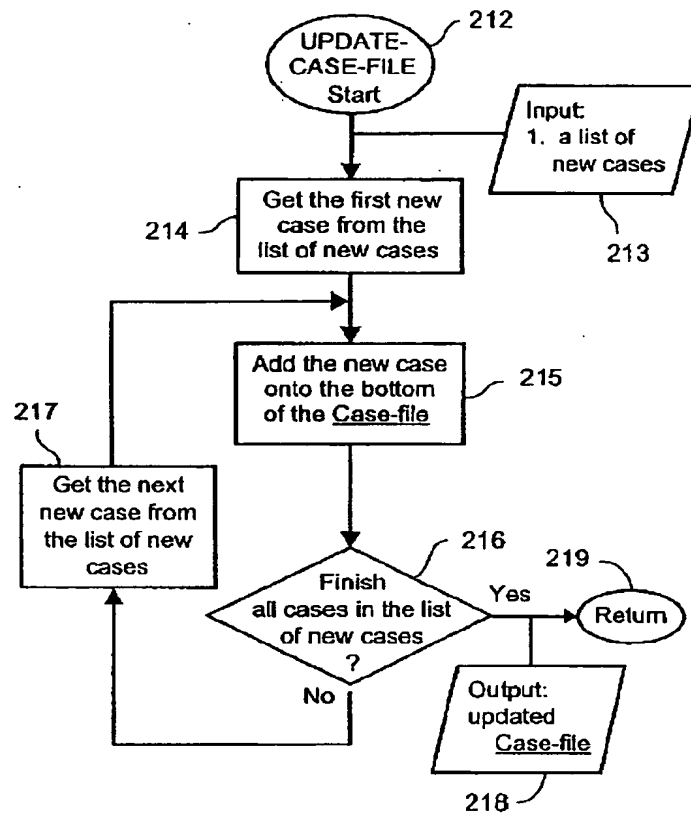 212
UPDATE-
CASE-FILE
Start
Input:
1. a list of
new cases
213
214
Get the first new
case from the
list of new cases
Add the new case
onto the bottom
of the Case-file
215
217
Get the next
new case from
the list of new
cases
216
Finish
all cases in the list
of new cases
?
Yes
No
219
Return
Output:
updated
Case-file
218